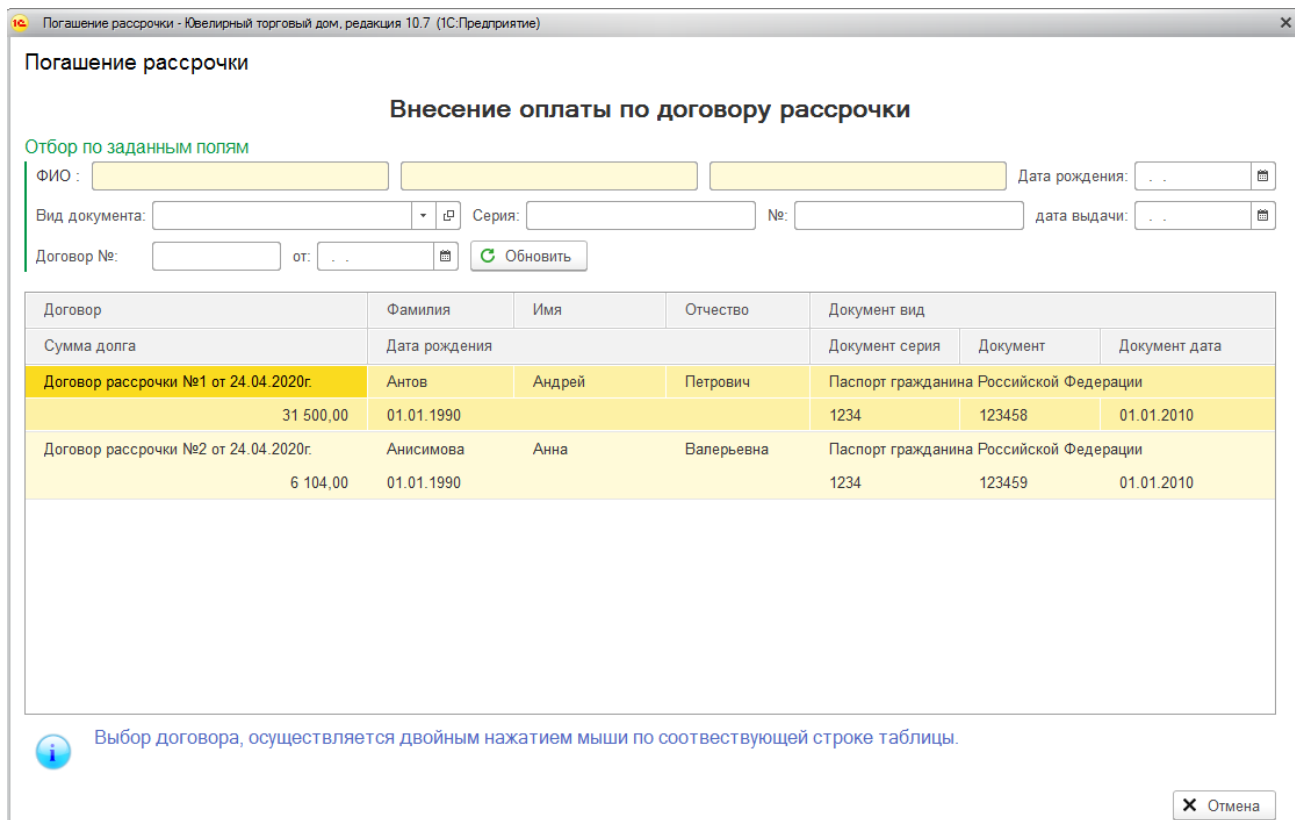 Погашение рассрочки - Ювелирный торговый дом, редакция 10.7 (1С:Предприятие)
Погашение рассрочки
Внесение оплаты по договору рассрочки
Отбор по заданным полям
ФИО : Дата рождения: . .
Вид документа: Серия: №: дата выдачи: . .
Договор №: от: . . Обновить
Договор Фамилия Имя Отчество Документ вид
Сумма долга Дата рождения Документ серия Документ Документ дата
Договор рассрочки №1 от 24.04.2020г. Антов Андрей Петрович Паспорт гражданина Российской Федерации
31 500,00 01.01.1990 1234 123458 01.01.2010
Договор рассрочки №2 от 24.04.2020г. Анисимова Анна Валерьевна Паспорт гражданина Российской Федерации
6 104,00 01.01.1990 1234 123459 01.01.2010
Выбор договора, осуществляется двойным нажатием мыши по соотвествующей строке таблицы.
Отмена